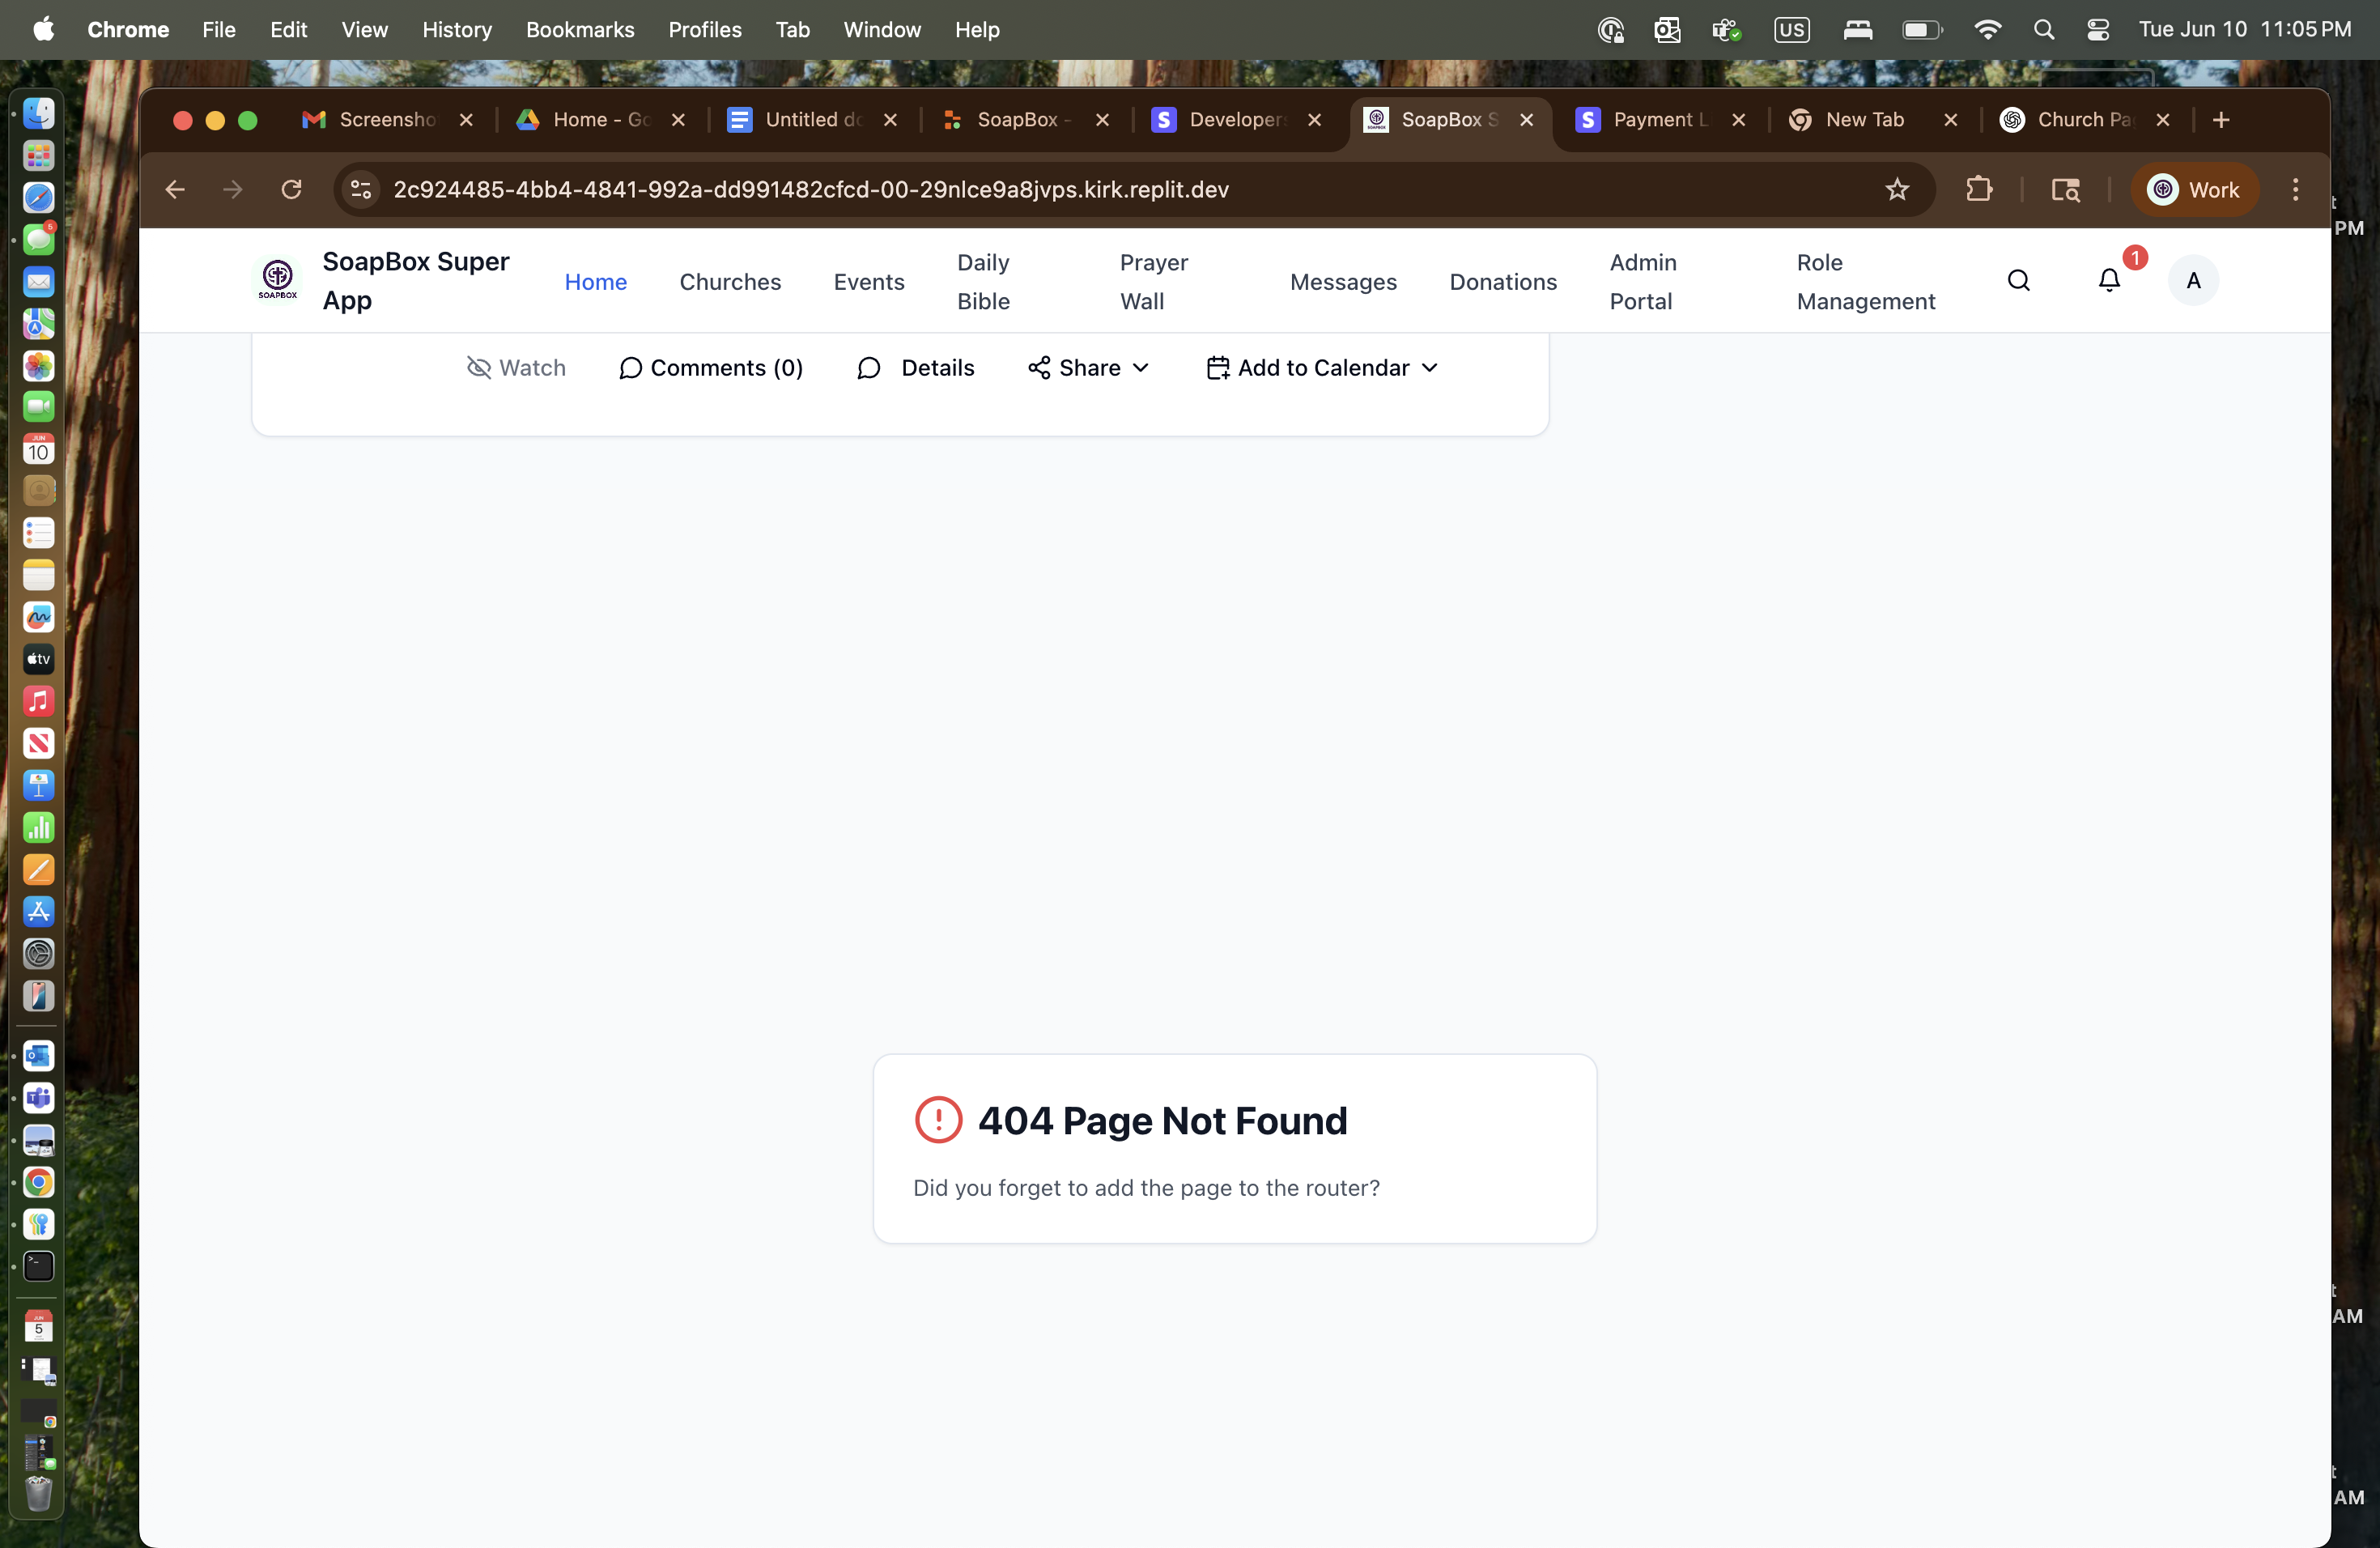 Chrome File Edit View History Bookmarks Profiles Tab Window Help US Tue Jun 10 11:05 PM
Screensho Home - Go Untitled do SoapBox - Developer SoapBox S Payment L New Tab Church Pa
2c924485-4bb4-4841-992a-dd991482cfcd-00-29nlce9a8jvps.kirk.replit.dev Work
SOAPBOX
SoapBox Super
App
Home
Churches
Events
Daily
Bible
Prayer
Wall
Messages
Donations
Admin
Portal
Role
Management
1
A
Watch Comments (0) Details Share Add to Calendar
404 Page Not Found
Did you forget to add the page to the router?
5
JUN
10
tv
JUN
5
PM
AM
AM